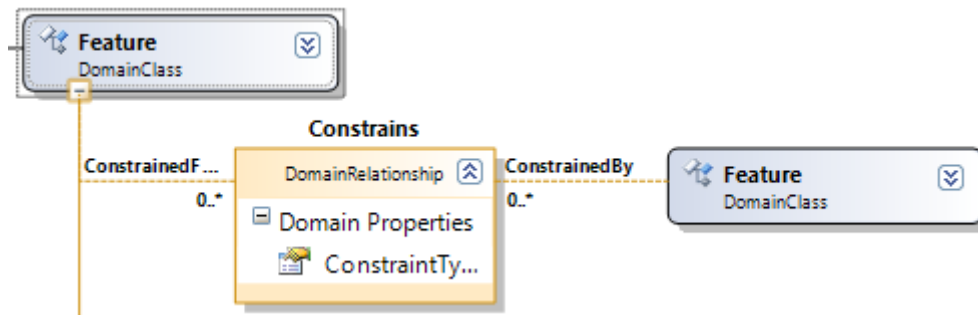 Feature
DomainClass
Constrains
ConstrainedF ...
DomainRelationship
ConstrainedBy
0..*
0..*
Feature
DomainClass
Domain Properties
ConstraintTy...